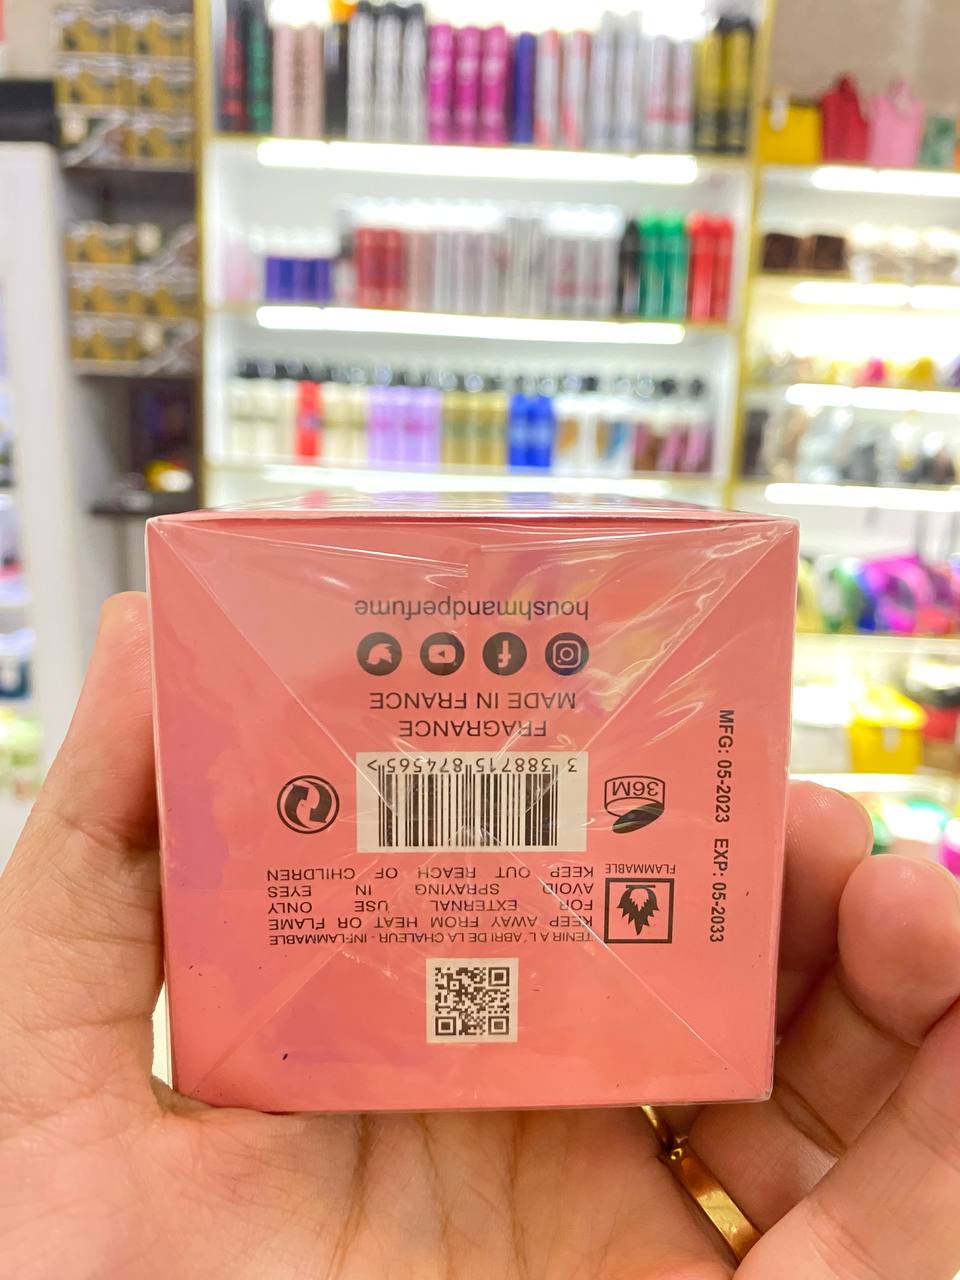 TENIR A L'ABRI DE LA CHALEUR - INFLAMMABLE
KEEP AWAY FROM HEAT OR FLAME
FOR EXTERNAL USE ONLY
AVOID SPRAYING IN EYES
KEEP OUT REACH OF CHILDREN
FLAMMABLE
36M
3 388715 874565 >
FRAGRANCE
MADE IN FRANCE
houshmandperfume
MFG: 05-2023 EXP: 05-2033